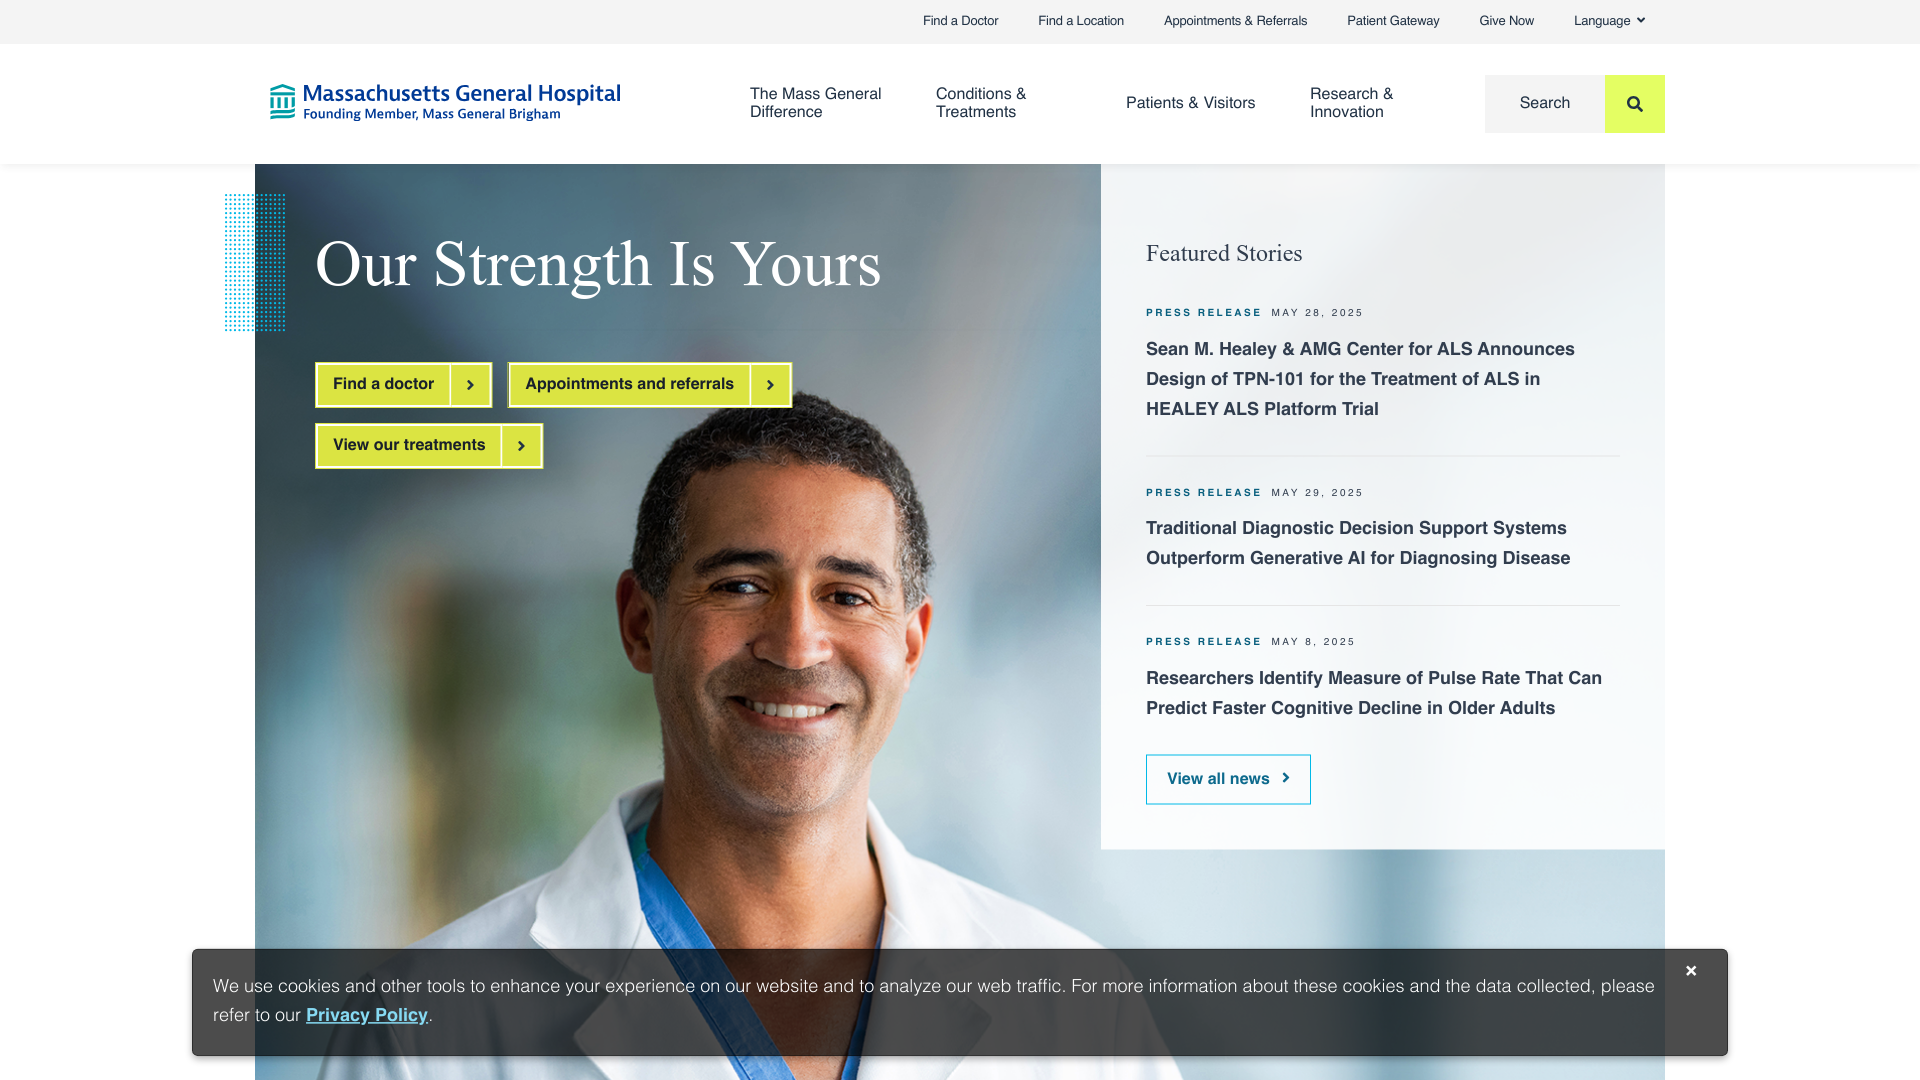 Find a Doctor
Find a Location
Appointments & Referrals
Patient Gateway
Give Now
Language
Massachusetts General Hospital
Founding Member, Mass General Brigham
The Mass General
Difference
Conditions &
Treatments
Patients & Visitors
Research &
Innovation
Search
Our Strength Is Yours
Find a doctor
Appointments and referrals
View our treatments
Featured Stories
PRESS RELEASE MAY 28, 2025
Sean M. Healey & AMG Center for ALS Announces
Design of TPN-101 for the Treatment of ALS in
HEALEY ALS Platform Trial
PRESS RELEASE MAY 29, 2025
Traditional Diagnostic Decision Support Systems
Outperform Generative AI for Diagnosing Disease
PRESS RELEASE MAY 8, 2025
Researchers Identify Measure of Pulse Rate That Can
Predict Faster Cognitive Decline in Older Adults
View all news
We use cookies and other tools to enhance your experience on our website and to analyze our web traffic. For more information about these cookies and the data collected, please
refer to our Privacy Policy.